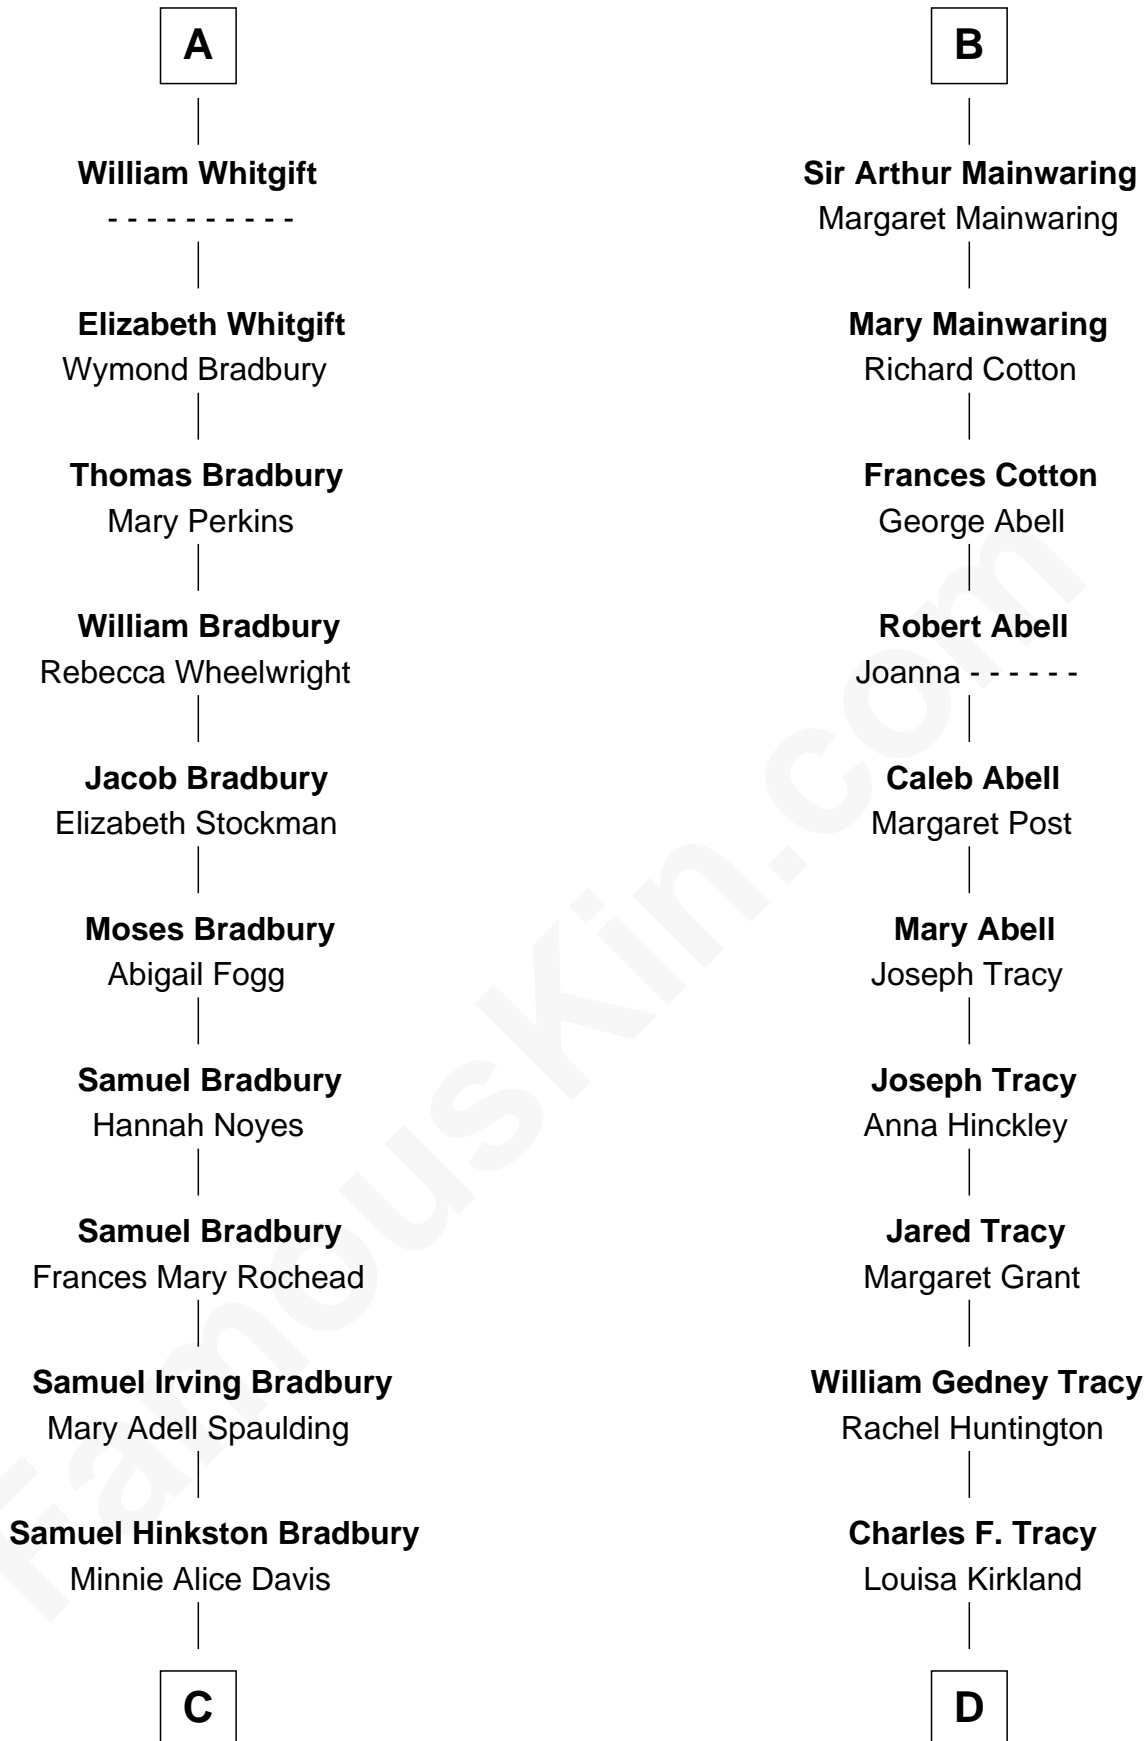 A
William Whitgift
- - - - - - - - - -
Elizabeth Whitgift
Wymond Bradbury
Thomas Bradbury
Mary Perkins
William Bradbury
Rebecca Wheelwright
Jacob Bradbury
Elizabeth Stockman
Moses Bradbury
Abigail Fogg
Samuel Bradbury
Hannah Noyes
Samuel Bradbury
Frances Mary Rochead
Samuel Irving Bradbury
Mary Adell Spaulding
Samuel Hinkston Bradbury
Minnie Alice Davis
C
B
Sir Arthur Mainwaring
Margaret Mainwaring
Mary Mainwaring
Richard Cotton
Frances Cotton
George Abell
Robert Abell
Joanna - - - - - -
Caleb Abell
Margaret Post
Mary Abell
Joseph Tracy
Joseph Tracy
Anna Hinckley
Jared Tracy
Margaret Grant
William Gedney Tracy
Rachel Huntington
Charles F. Tracy
Louisa Kirkland
D
FamousKin.com